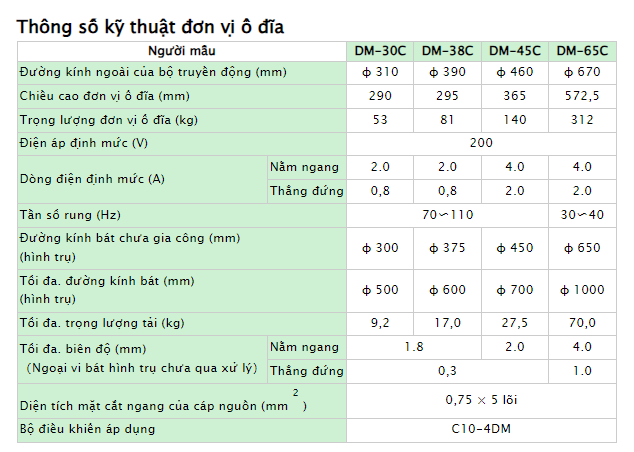 Thông số kỹ thuật đơn vị ổ đĩa
Người mẫu DM-30C DM-38C DM-45C DM-65C
Đường kính ngoài của bộ truyền động (mm) φ 310 φ 390 φ 460 φ 670
Chiều cao đơn vị ổ đĩa (mm) 290 295 365 572,5
Trọng lượng đơn vị ổ đĩa (kg) 53 81 140 312
Điện áp định mức (V) 200
Dòng điện định mức (A) Nằm ngang 2.0 2.0 4.0 4.0
Thẳng đứng 0,8 0,8 2.0 2.0
Tần số rung (Hz) 70∽110 30∽40
Đường kính bát chưa gia công (mm)
(hình trụ) φ 300 φ 375 φ 450 φ 650
Tối đa. đường kính bát (mm)
(hình trụ) φ 500 φ 600 φ 700 φ 1000
Tối đa. trọng lượng tải (kg) 9,2 17,0 27,5 70,0
Tối đa. biên độ (mm) Nằm ngang 1.8 2.0 4.0
(Ngoại vi bát hình trụ chưa qua xử lý) Thẳng đứng 0,3 1.0
Diện tích mặt cắt ngang của cáp nguồn (mm 2 ) 0,75 × 5 lõi
Bộ điều khiển áp dụng C10-4DM